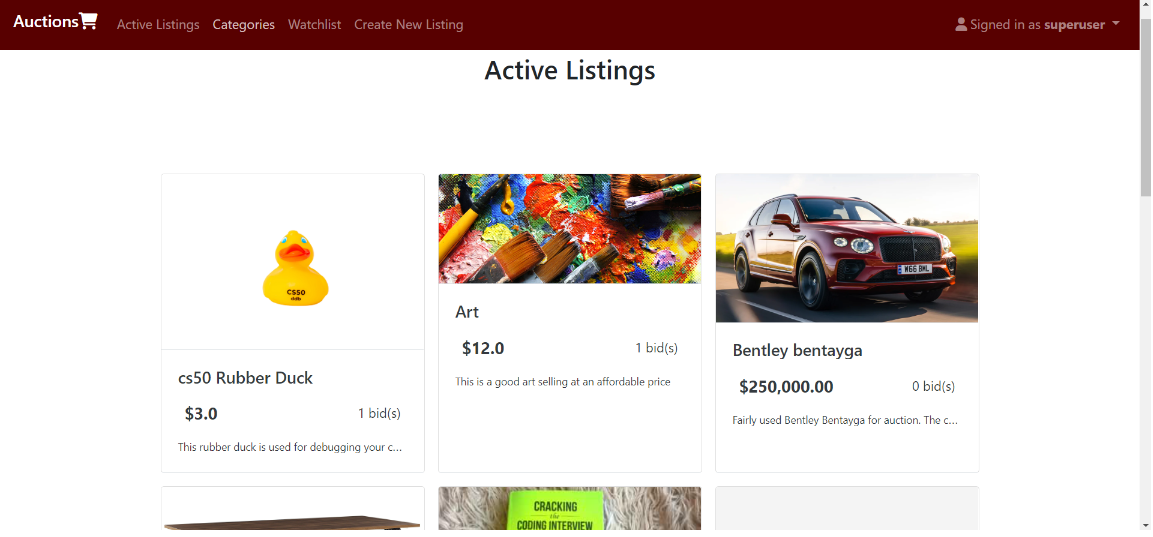 Auctions Active Listings Categories Watchlist Create New Listing Signed in as superuser
Active Listings
CS50
cs50 Rubber Duck
$3.0 1 bid(s)
This rubber duck is used for debugging your c...
Art
$12.0 1 bid(s)
This is a good art selling at an affordable price
W66 BML
Bentley bentayga
$250,000.00 0 bid(s)
Fairly used Bentley Bentayga for auction. The c...
CRACKING
the
CODING INTERVIEW